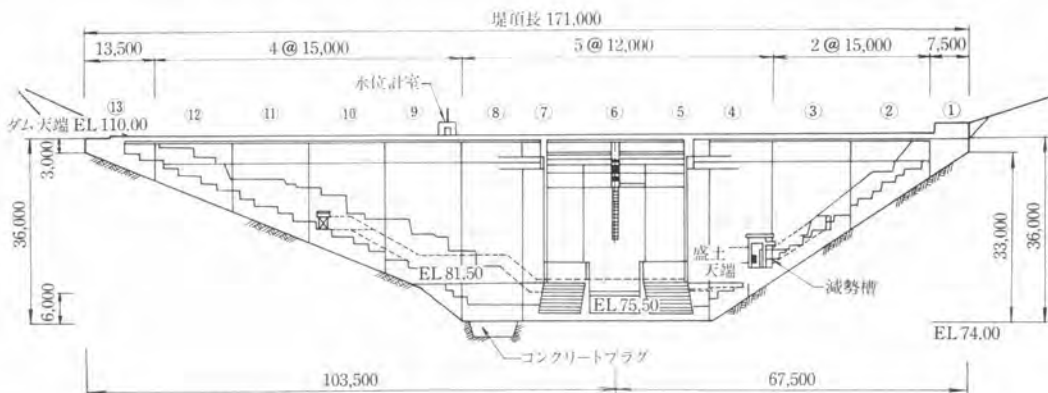 堤頂長 171,000
13,500
4 @ 15,000
5 @ 12,000
2 @ 15,000
7,500
水位計室
⑬
⑫
⑪
⑩
⑨
⑧
⑦
⑥
⑤
④
③
②
①
ダム天端 EL 110.00
3,000
36,000
6,000
EL 81.50
EL 75.50
盛土
天端
減勢槽
33,000
36,000
EL 74.00
コンクリートプラグ
103,500
67,500